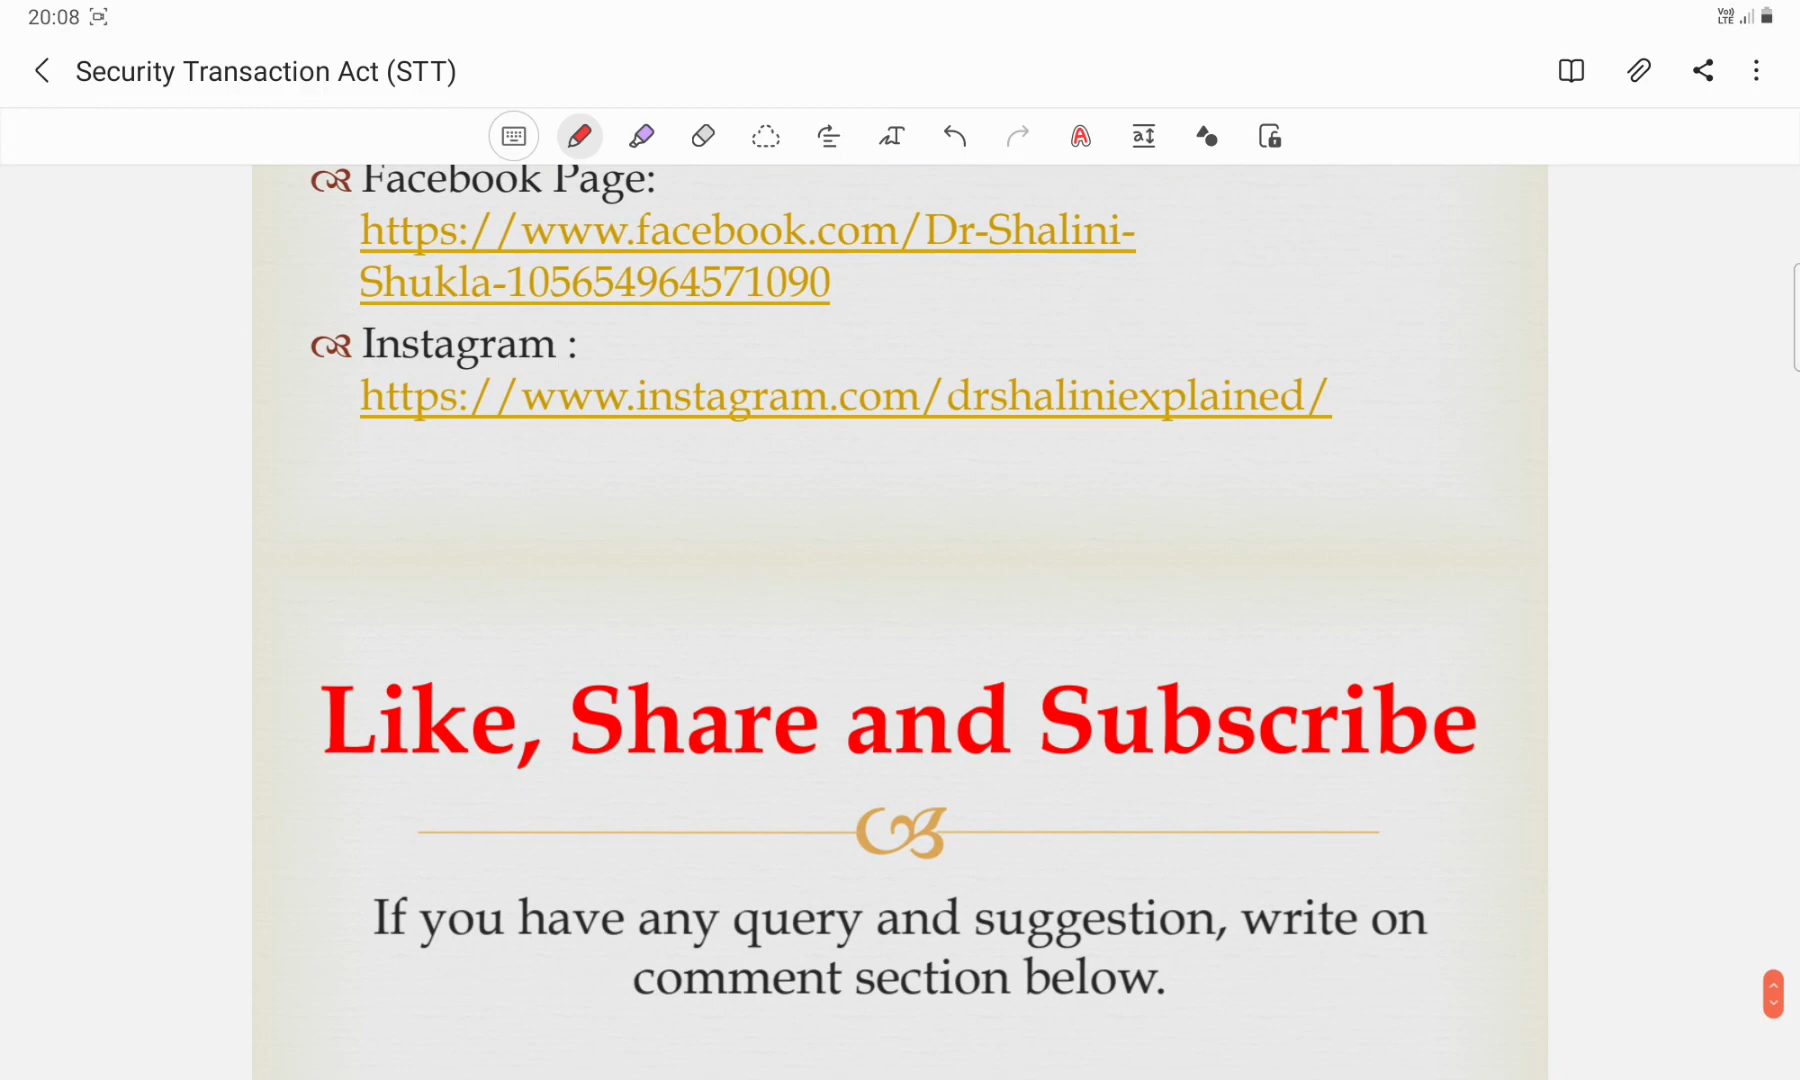 20:08
Vo)) LTE
Security Transaction Act (STT)
Facebook Page:
https://www.facebook.com/Dr-Shalini-
Shukla-105654964571090
Instagram :
https://www.instagram.com/drshaliniexplained/
Like, Share and Subscribe
If you have any query and suggestion, write on
comment section below.